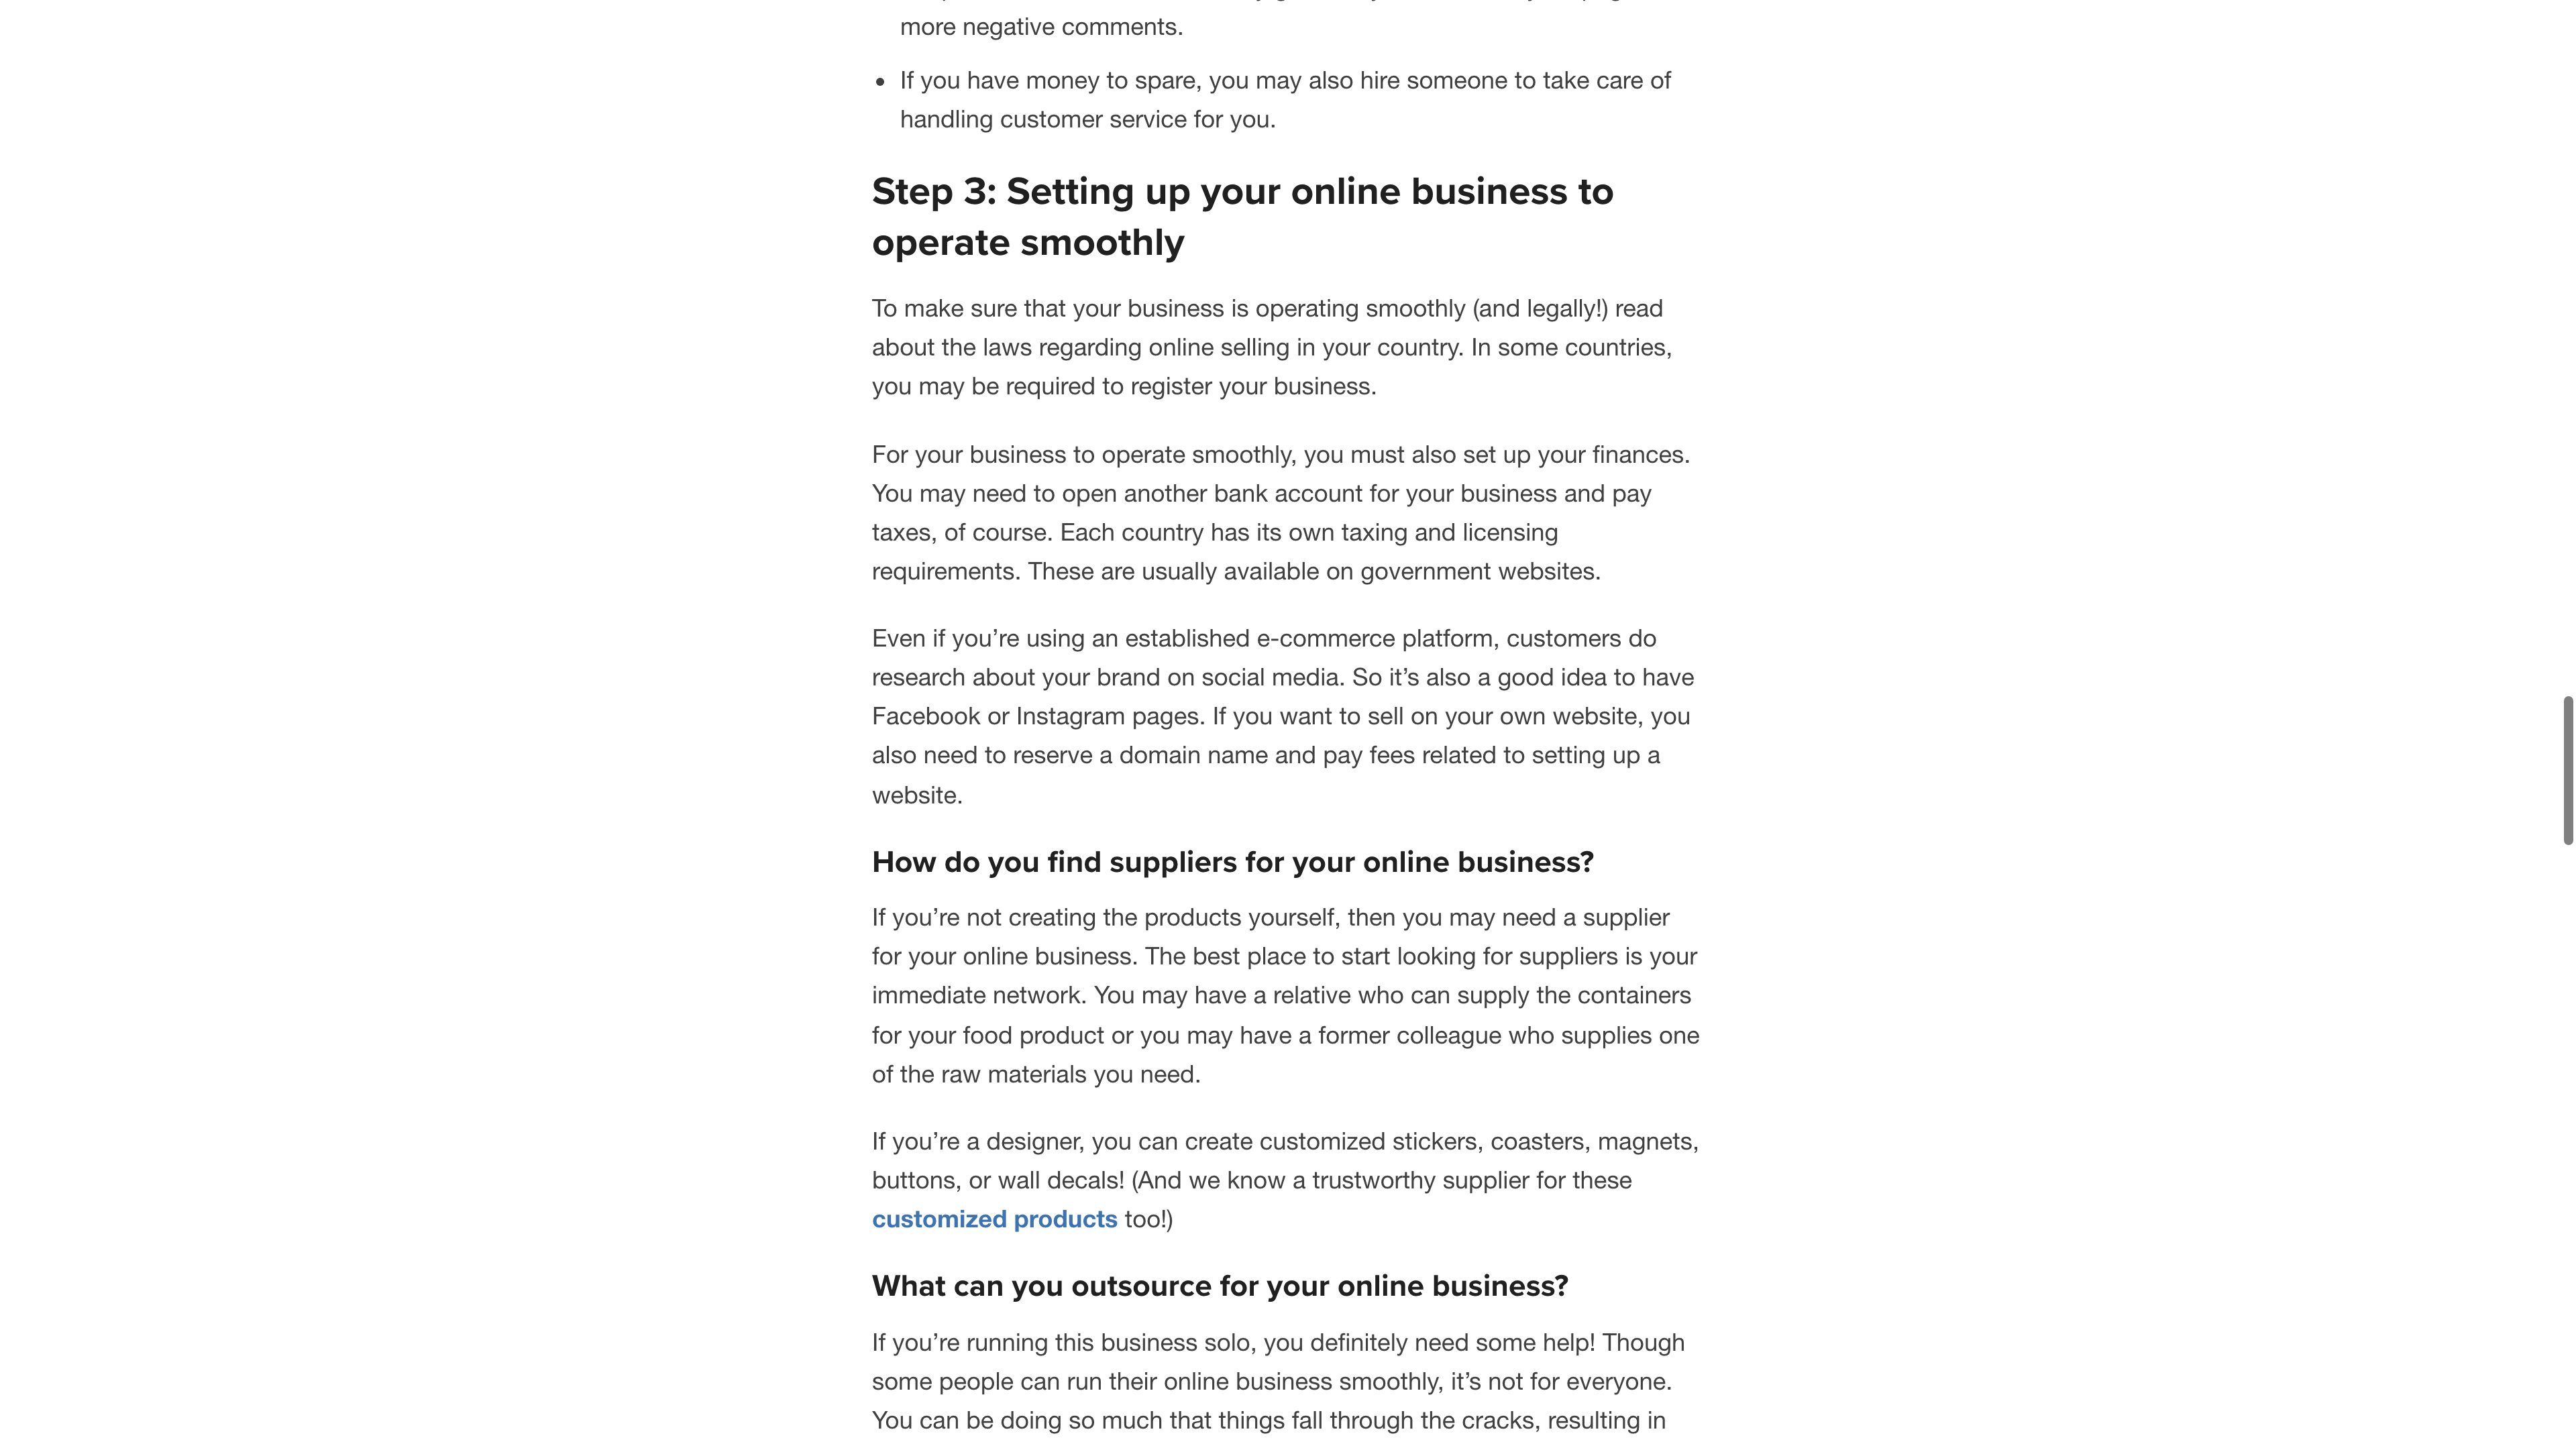 more negative comments.
If you have money to spare, you may also hire someone to take care of
handling customer service for you.
Step 3: Setting up your online business to
operate smoothly
To make sure that your business is operating smoothly (and legally!) read
about the laws regarding online selling in your country. In some countries,
you may be required to register your business.
For your business to operate smoothly, you must also set up your finances.
You may need to open another bank account for your business and pay
taxes, of course. Each country has its own taxing and licensing
requirements. These are usually available on government websites.
Even if you’re using an established e-commerce platform, customers do
research about your brand on social media. So it’s also a good idea to have
Facebook or Instagram pages. If you want to sell on your own website, you
also need to reserve a domain name and pay fees related to setting up a
website.
How do you find suppliers for your online business?
If you’re not creating the products yourself, then you may need a supplier
for your online business. The best place to start looking for suppliers is your
immediate network. You may have a relative who can supply the containers
for your food product or you may have a former colleague who supplies one
of the raw materials you need.
If you’re a designer, you can create customized stickers, coasters, magnets,
buttons, or wall decals! (And we know a trustworthy supplier for these
customized products too!)
What can you outsource for your online business?
If you’re running this business solo, you definitely need some help! Though
some people can run their online business smoothly, it’s not for everyone.
You can be doing so much that things fall through the cracks, resulting in